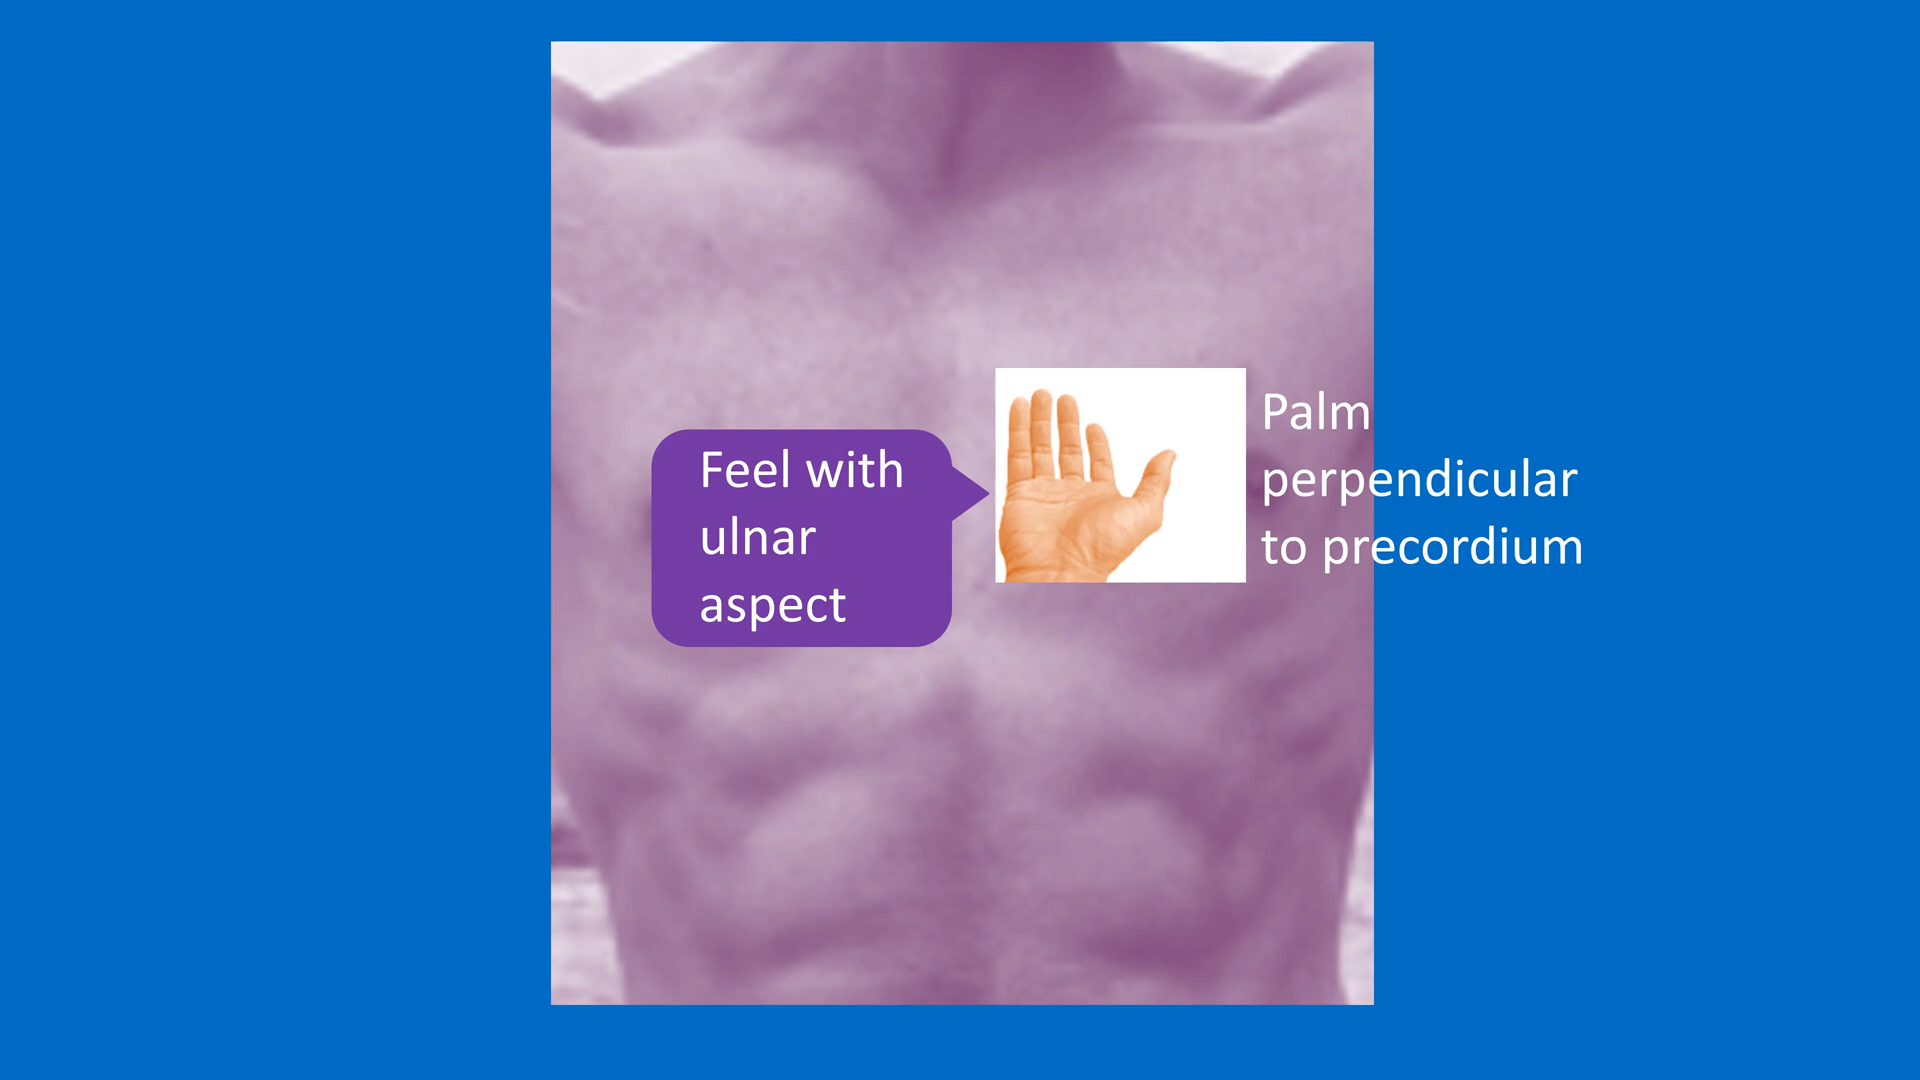 Feel with
ulnar
aspect
Palm
perpendicular
to precordium